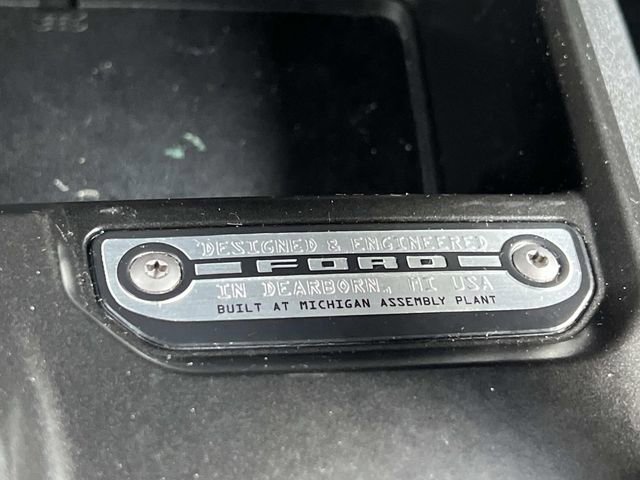 DESIGNED & ENGINEERED
FORD
IN DEARBORN, MI USA
BUILT AT MICHIGAN ASSEMBLY PLANT